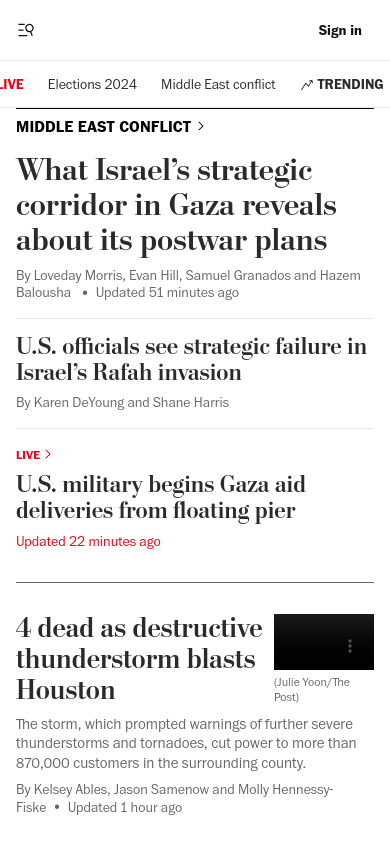 Sign in
LIVE
Elections 2024
Middle East conflict
TRENDING
MIDDLE EAST CONFLICT
What Israel’s strategic
corridor in Gaza reveals
about its postwar plans
By Loveday Morris, Evan Hill, Samuel Granados and Hazem
Balousha • Updated 51 minutes ago
U.S. officials see strategic failure in
Israel’s Rafah invasion
By Karen DeYoung and Shane Harris
LIVE
U.S. military begins Gaza aid
deliveries from floating pier
Updated 22 minutes ago
4 dead as destructive
thunderstorm blasts
Houston
(Julie Yoon/The
Post)
The storm, which prompted warnings of further severe
thunderstorms and tornadoes, cut power to more than
870,000 customers in the surrounding county.
By Kelsey Ables, Jason Samenow and Molly Hennessy-
Fiske • Updated 1 hour ago